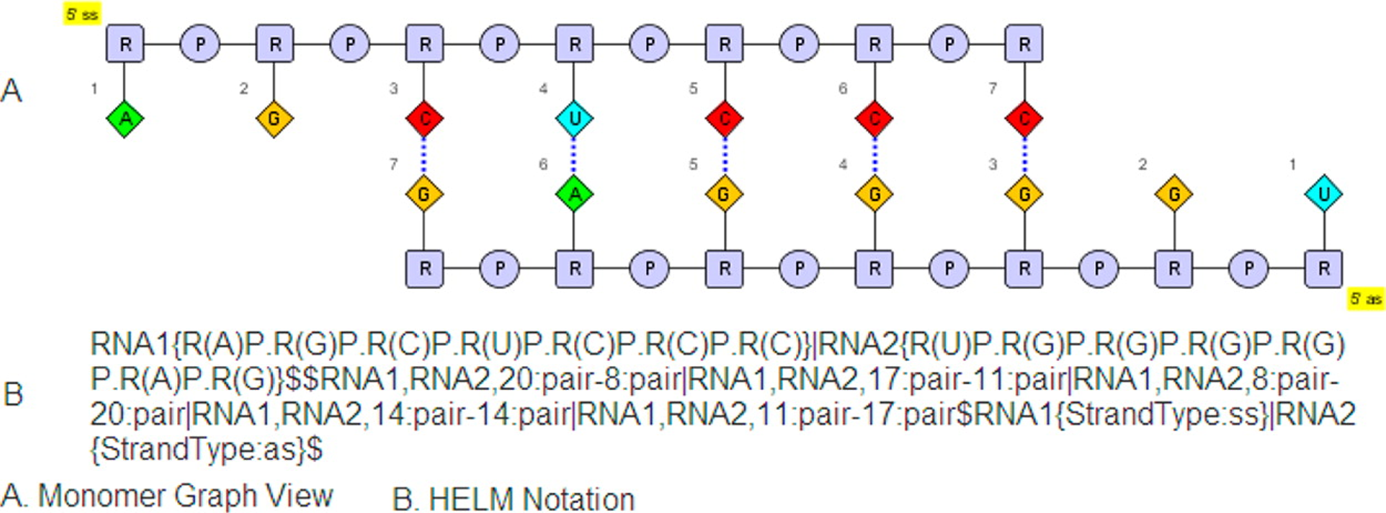 5' ss
R P R P R P R P R P R P R
A
1 2 3 4 5 6 7
A G C U C C C
7 6 5 4 3 2 1
G A G G G G U
R P R P R P R P R P R P R
5' as
RNA1{R(A)P.R(G)P.R(C)P.R(U)P.R(C)P.R(C)P.R(C)}|RNA2{R(U)P.R(G)P.R(G)P.R(G)P.R(G)
B
P.R(A)P.R(G)}$$RNA1,RNA2,20:pair-8:pair|RNA1,RNA2,17:pair-11:pair|RNA1,RNA2,8:pair-
20:pair|RNA1,RNA2,14:pair-14:pair|RNA1,RNA2,11:pair-17:pair$RNA1{StrandType:ss}|RNA2
{StrandType:as}$
A. Monomer Graph View B. HELM Notation